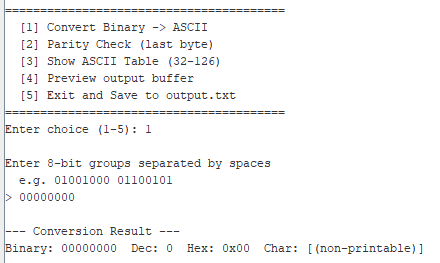 ========================================
[1] Convert Binary -> ASCII
[2] Parity Check (last byte)
[3] Show ASCII Table (32-126)
[4] Preview output buffer
[5] Exit and Save to output.txt
========================================
Enter choice (1-5): 1
Enter 8-bit groups separated by spaces
e.g. 01001000 01100101
> 00000000
--- Conversion Result ---
Binary: 00000000  Dec: 0  Hex: 0x00  Char: [(non-printable)]